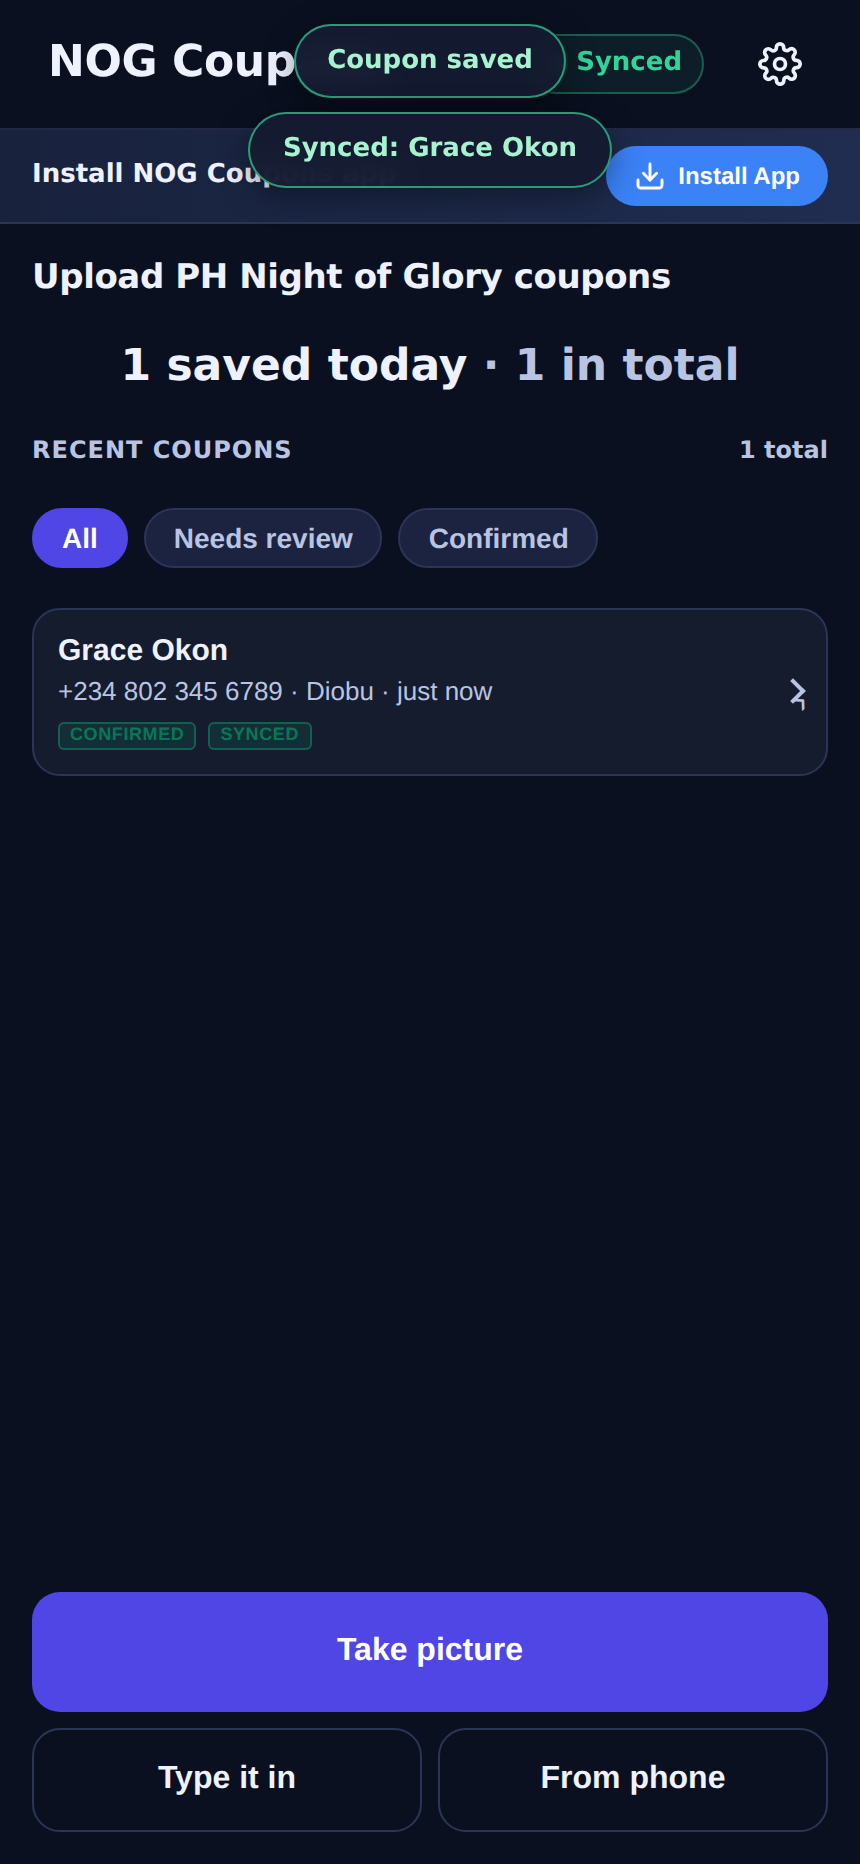 NOG Coup
Coupon saved
Synced
Synced: Grace Okon
Install NOG Coupons app
Install App
Upload PH Night of Glory coupons
1 saved today · 1 in total
RECENT COUPONS
1 total
All
Needs review
Confirmed
Grace Okon
+234 802 345 6789 · Diobu · just now
CONFIRMED
SYNCED
Take picture
Type it in
From phone